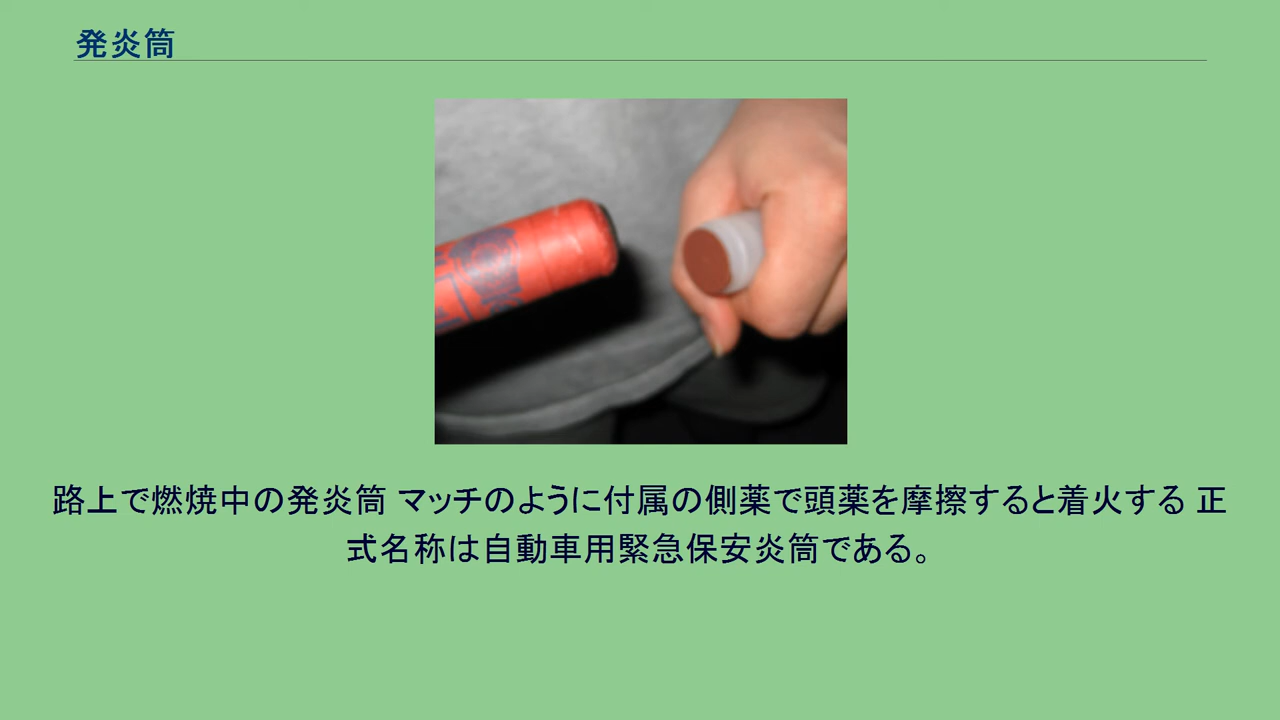 発炎筒
路上で燃焼中の発炎筒 マッチのように付属の側薬で頭薬を摩擦すると着火する 正
式名称は自動車用緊急保安炎筒である。